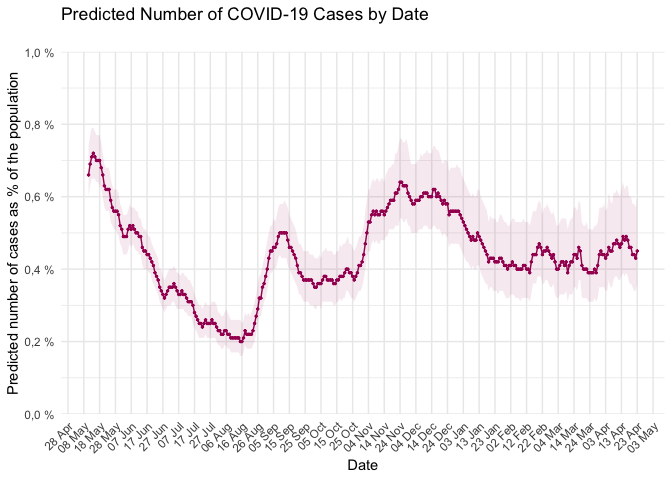 Predicted Number of COVID-19 Cases by Date
Predicted number of cases as % of the population
1,0 %
0,8 %
0,6 %
0,4 %
0,2 %
0,0 %
28 Apr
08 May
18 May
28 May
07 Jun
17 Jun
27 Jun
07 Jul
17 Jul
27 Jul
06 Aug
16 Aug
26 Aug
05 Sep
15 Sep
25 Sep
05 Oct
15 Oct
25 Oct
04 Nov
14 Nov
24 Nov
04 Dec
14 Dec
24 Dec
03 Jan
13 Jan
23 Jan
02 Feb
12 Feb
22 Feb
04 Mar
14 Mar
24 Mar
03 Apr
13 Apr
23 Apr
03 May
Date